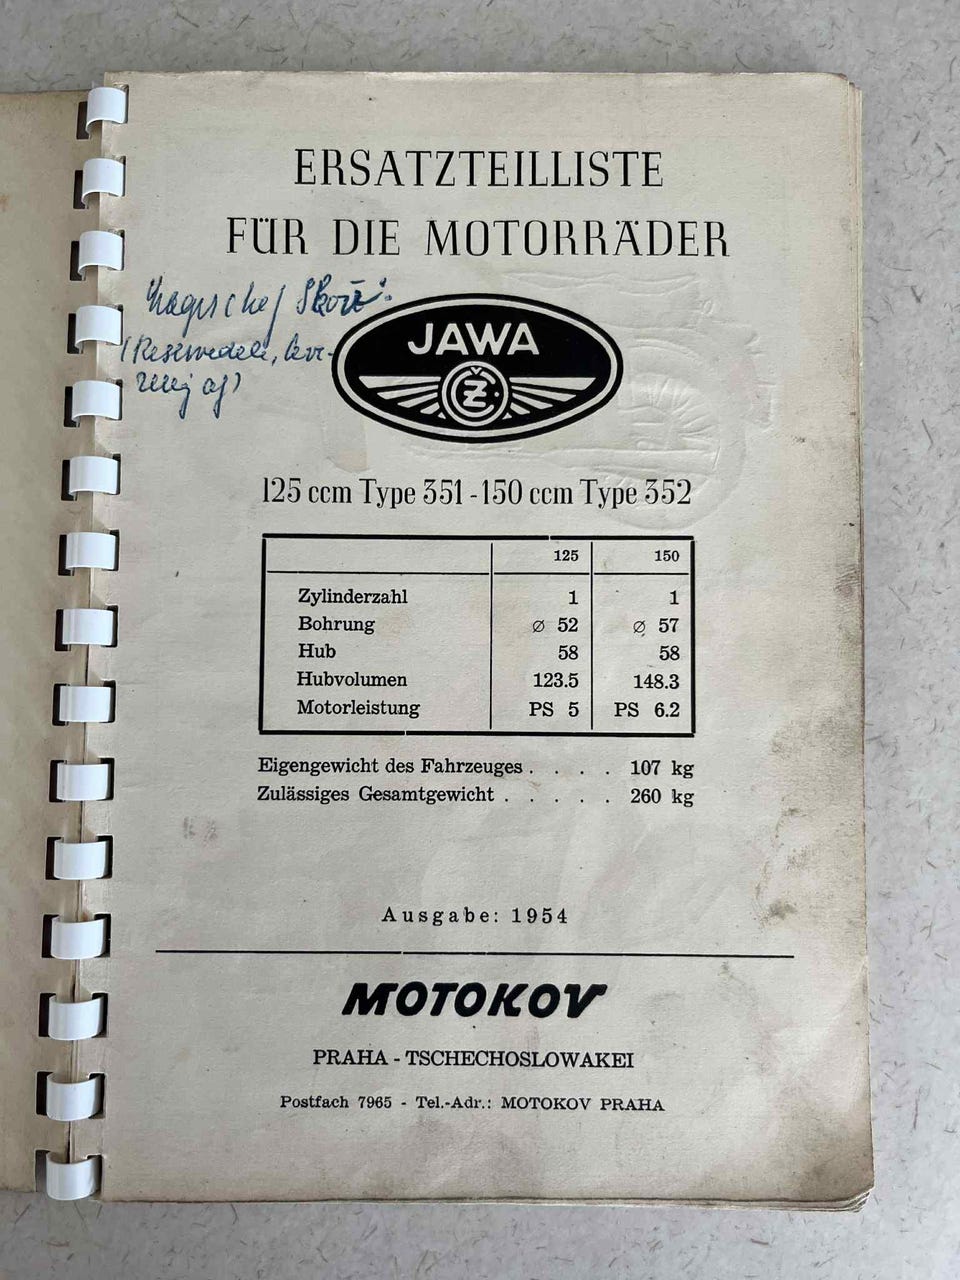 ERSATZTEILLISTE
FÜR DIE MOTORRÄDER
JAWA
ČZ
125 ccm Type 351 - 150 ccm Type 352
125 150
Zylinderzahl 1 1
Bohrung ⌀ 52 ⌀ 57
Hub 58 58
Hubvolumen 123.5 148.3
Motorleistung PS 5 PS 6.2
Eigengewicht des Fahrzeuges . . . . 107 kg
Zulässiges Gesamtgewicht . . . . . 260 kg
Ausgabe: 1954
MOTOKOV
PRAHA - TSCHECHOSLOWAKEI
Postfach 7965 - Tel.-Adr.: MOTOKOV PRAHA